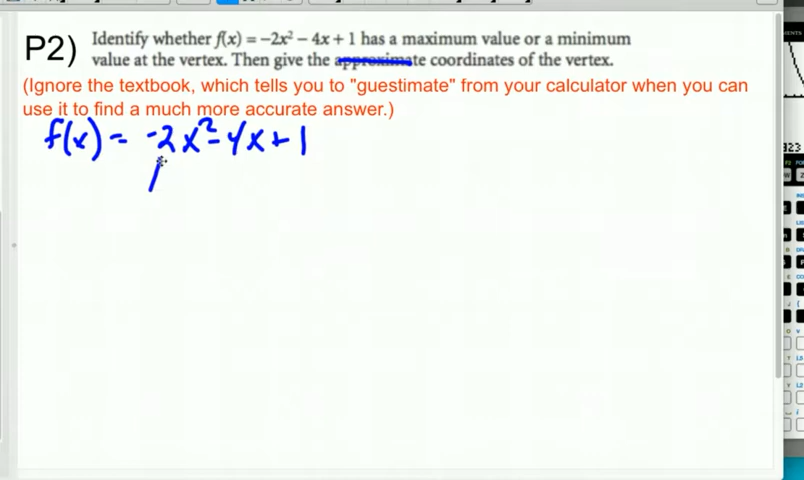 P2) Identify whether f(x) = −2x² − 4x + 1 has a maximum value or a minimum
value at the vertex. Then give the approximate coordinates of the vertex.
(Ignore the textbook, which tells you to "guestimate" from your calculator when you can
use it to find a much more accurate answer.)
f(x) = -2x²-4x+1